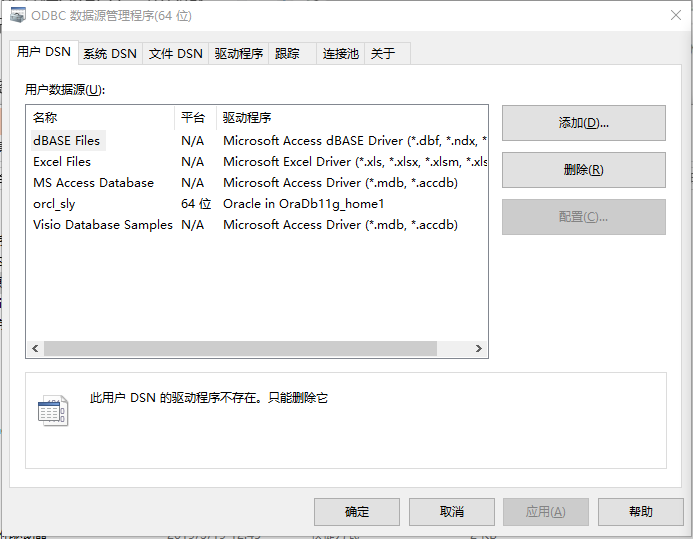 ODBC 数据源管理程序(64 位)
用户 DSN 系统 DSN 文件 DSN 驱动程序 跟踪 连接池 关于
用户数据源(U):
名称 平台 驱动程序
dBASE Files N/A Microsoft Access dBASE Driver (*.dbf, *.ndx, *
Excel Files N/A Microsoft Excel Driver (*.xls, *.xlsx, *.xlsm, *.xls
MS Access Database N/A Microsoft Access Driver (*.mdb, *.accdb)
orcl_sly 64 位 Oracle in OraDb11g_home1
Visio Database Samples N/A Microsoft Access Driver (*.mdb, *.accdb)
添加(D)...
删除(R)
配置(C)...
此用户 DSN 的驱动程序不存在。只能删除它
确定 取消 应用(A) 帮助